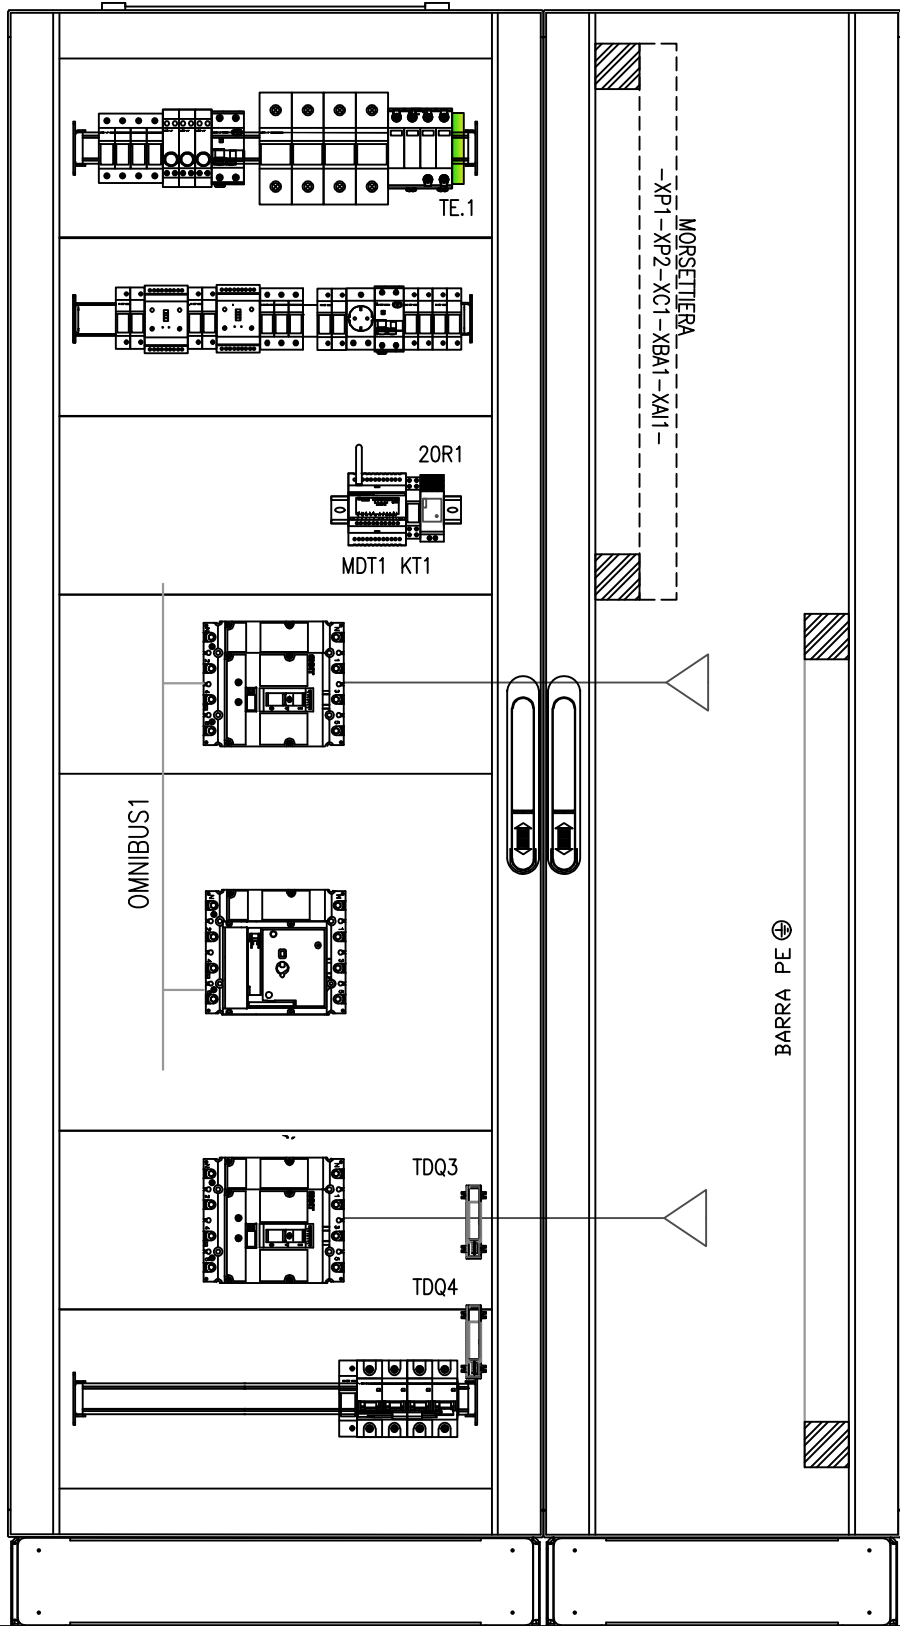 TE.1
MORSETTIERA
-XP1-XP2-XC1-XBA1-XAI1-
20R1
MDT1 KT1
OMNIBUS1
BARRA PE
TDQ3
TDQ4